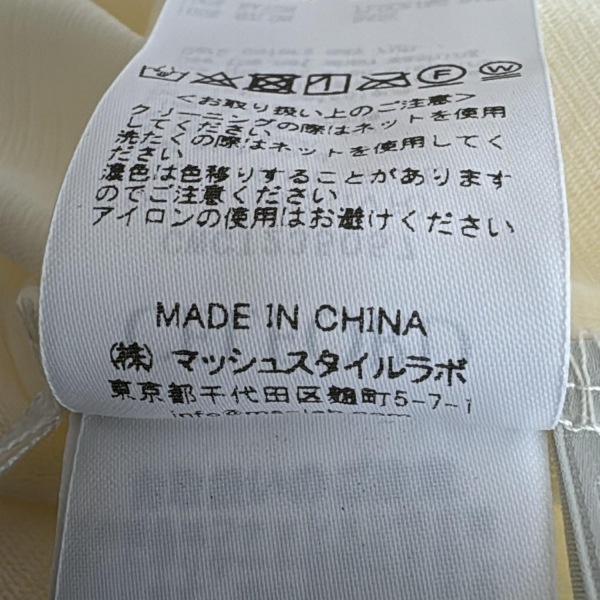 <お取り扱い上のご注意>
クリーニングの際はネットを使用
してください
洗たくの際はネットを使用してく
ださい
濃色は色移りすることがあります
のでご注意ください
アイロンの使用はお避けください
MADE IN CHINA
(株) マッシュスタイルラボ
東京都千代田区麹町5-7-1